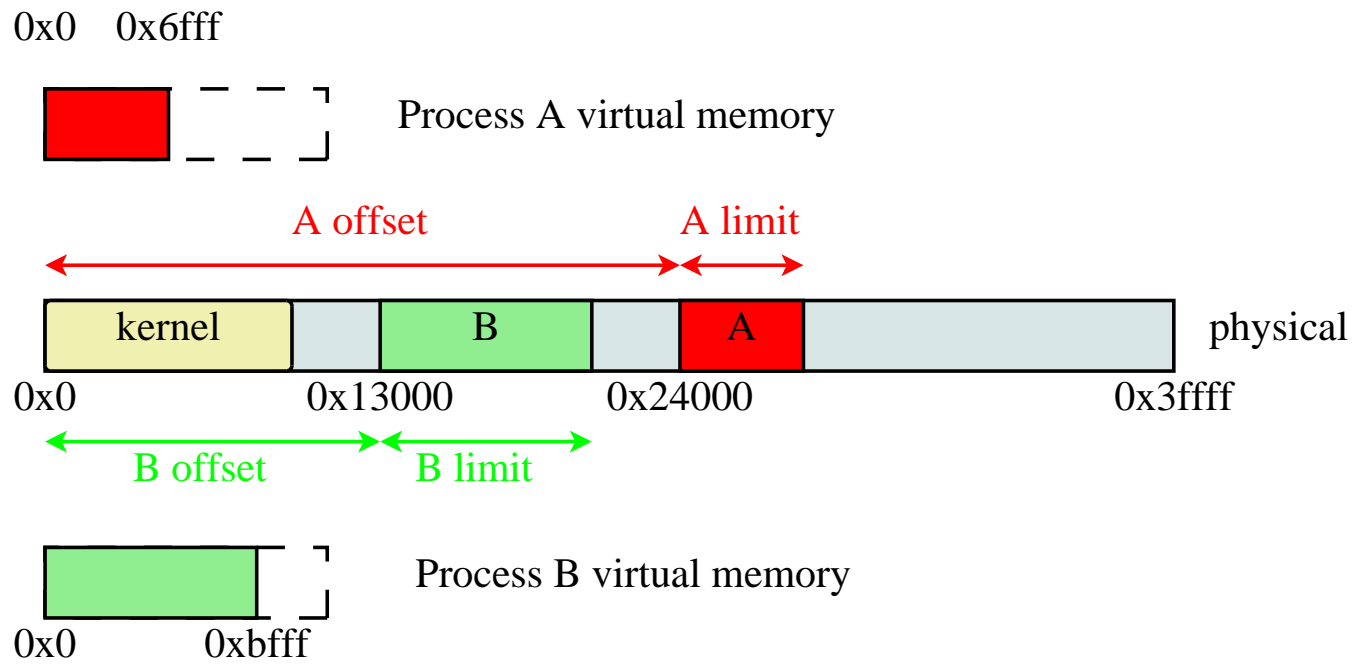 0x0 0x6fff
Process A virtual memory
A offset A limit
kernel B A physical
0x0 0x13000 0x24000 0x3ffff
B offset B limit
Process B virtual memory
0x0 0xbfff